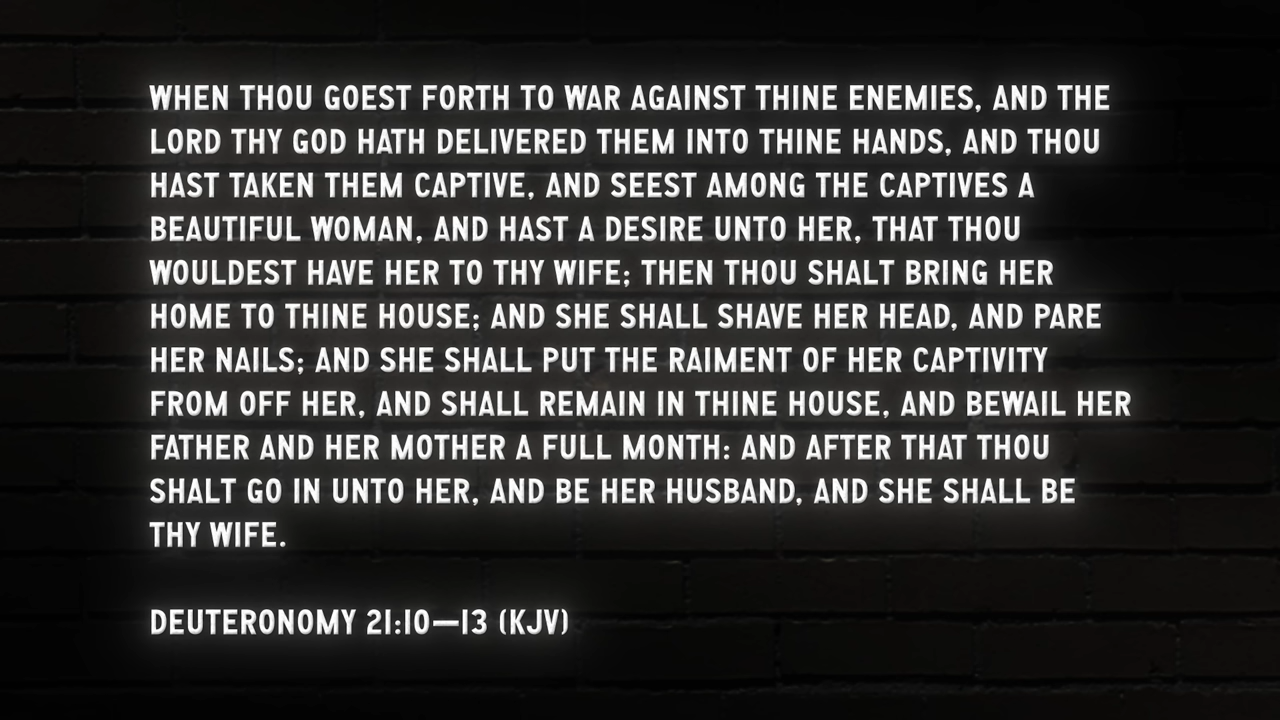 WHEN THOU GOEST FORTH TO WAR AGAINST THINE ENEMIES, AND THE
LORD THY GOD HATH DELIVERED THEM INTO THINE HANDS, AND THOU
HAST TAKEN THEM CAPTIVE, AND SEEST AMONG THE CAPTIVES A
BEAUTIFUL WOMAN, AND HAST A DESIRE UNTO HER, THAT THOU
WOULDEST HAVE HER TO THY WIFE; THEN THOU SHALT BRING HER
HOME TO THINE HOUSE; AND SHE SHALL SHAVE HER HEAD, AND PARE
HER NAILS; AND SHE SHALL PUT THE RAIMENT OF HER CAPTIVITY
FROM OFF HER, AND SHALL REMAIN IN THINE HOUSE, AND BEWAIL HER
FATHER AND HER MOTHER A FULL MONTH: AND AFTER THAT THOU
SHALT GO IN UNTO HER, AND BE HER HUSBAND, AND SHE SHALL BE
THY WIFE.
DEUTERONOMY 21:10—13 (KJV)